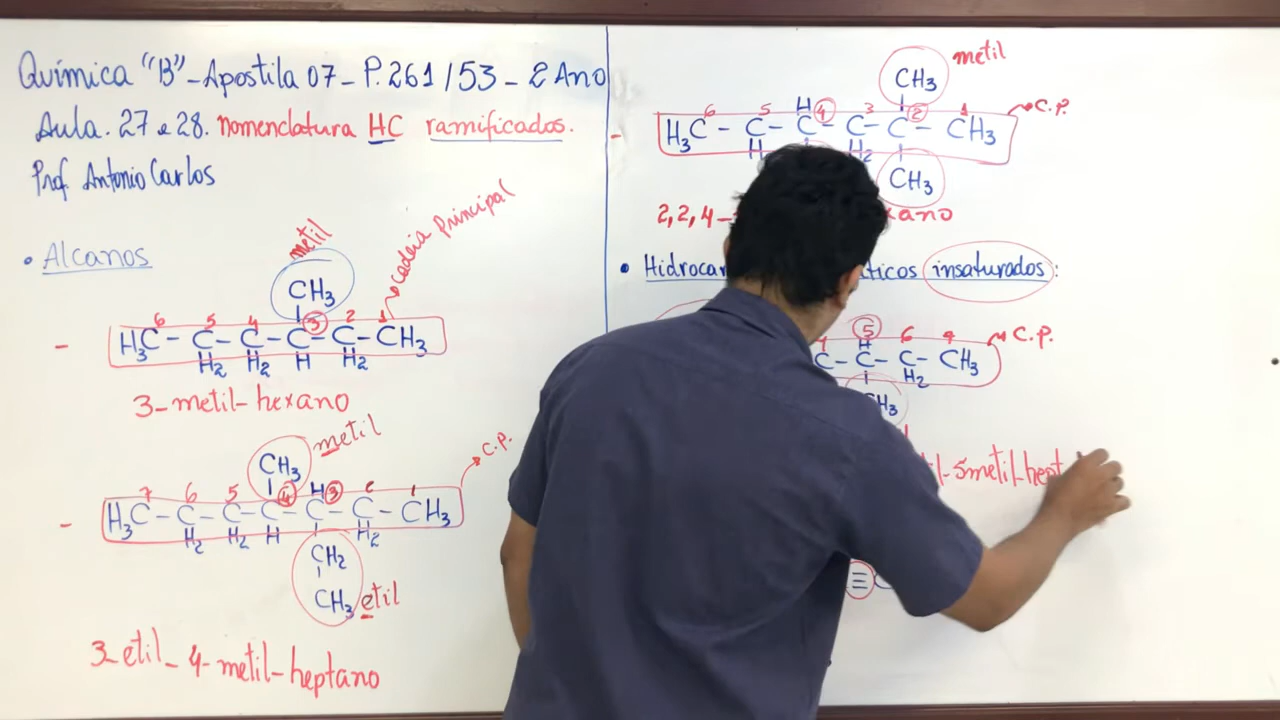 Química "B" - Apostila 07 - P. 261/53 - 2 Ano
Aula. 27 e 28. nomenclatura HC ramificados.
Prof Antonio Carlos
• Alcanos
metil
cadeia Principal
CH3
6 5 4 3 2 1
- H3C - C - C - C - C - CH3
H2 H2 H H2
3-metil-hexano
metil
C.P.
CH3
7 6 5 4 H 3 2 1
- H3C - C - C - C - C - C - CH3
H2 H2 H H2
CH2
CH3 etil
3-etil-4-metil-heptano
CH3 metil
6 5 H 4 3 2 1 C.P.
- H3C - C - C - C - C - CH3
H H2
CH3
2,2,4-
• insaturados:
5 6 C.P.
C - C - C - CH3
H H2
5metil-hept
≡